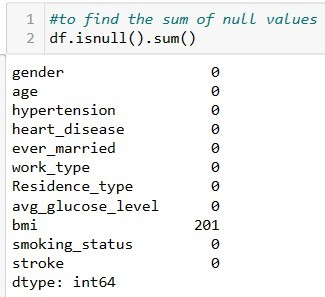 1 #to find the sum of null values
2 df.isnull().sum()
gender 0
age 0
hypertension 0
heart_disease 0
ever_married 0
work_type 0
Residence_type 0
avg_glucose_level 0
bmi 201
smoking_status 0
stroke 0
dtype: int64